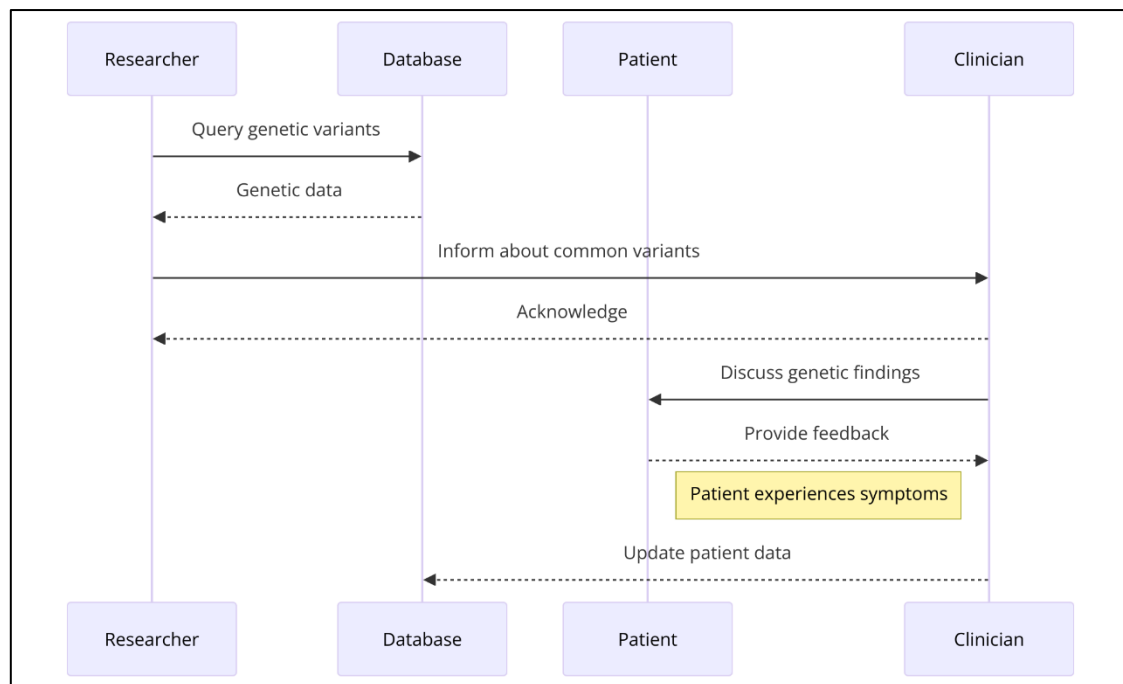 Researcher
Database
Patient
Clinician
Query genetic variants
Genetic data
Inform about common variants
Acknowledge
Discuss genetic findings
Provide feedback
Patient experiences symptoms
Update patient data
Researcher
Database
Patient
Clinician